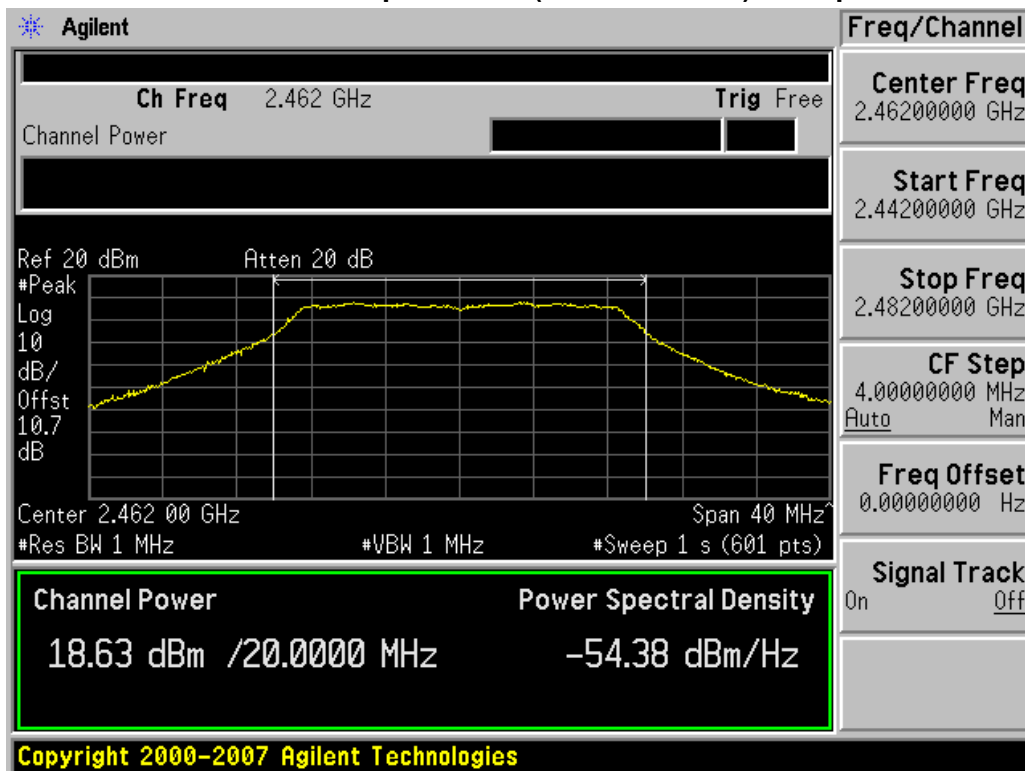 Agilent
Freq/Channel
Ch Freq 2.462 GHz Trig Free
Channel Power
Center Freq
2.46200000 GHz
Start Freq
2.44200000 GHz
Stop Freq
2.48200000 GHz
CF Step
4.00000000 MHz
Auto Man
Freq Offset
0.00000000 Hz
Signal Track
On Off
Ref 20 dBm Atten 20 dB
#Peak
Log
10
dB/
Offst
10.7
dB
Center 2.462 00 GHz Span 40 MHz^
#Res BW 1 MHz #VBW 1 MHz #Sweep 1 s (601 pts)
Channel Power Power Spectral Density
18.63 dBm /20.0000 MHz -54.38 dBm/Hz
Copyright 2000-2007 Agilent Technologies